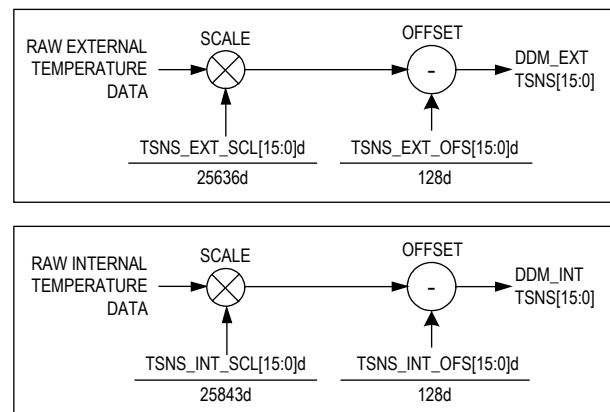 RAW EXTERNAL
TEMPERATURE
DATA
SCALE
OFFSET
-
DDM_EXT
TSNS[15:0]
TSNS_EXT_SCL[15:0]d
25636d
TSNS_EXT_OFS[15:0]d
128d
RAW INTERNAL
TEMPERATURE
DATA
SCALE
OFFSET
-
DDM_INT
TSNS[15:0]
TSNS_INT_SCL[15:0]d
25843d
TSNS_INT_OFS[15:0]d
128d